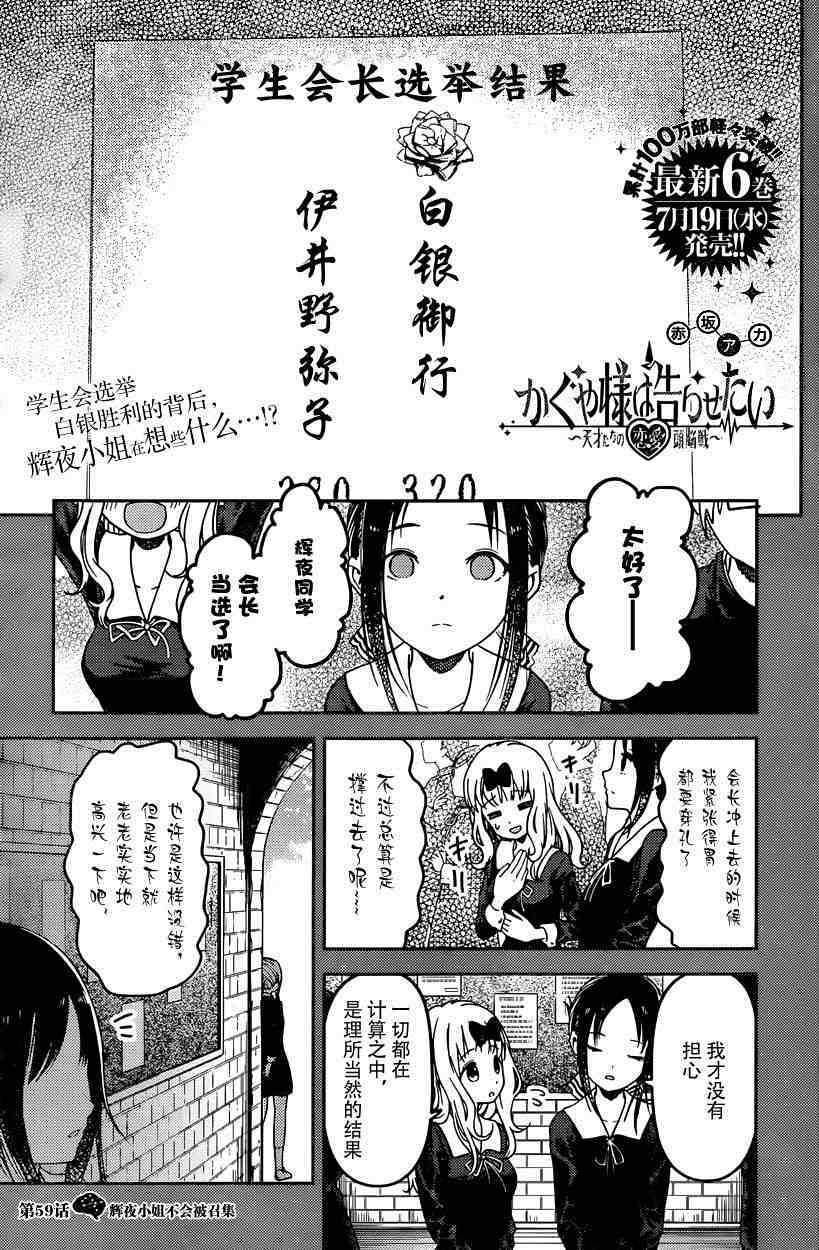 学生会长选举结果
白银御行
伊井野弥子
320
学生会选举
白银胜利的背后，
辉夜小姐在想些什么…!?
累計100万部軽々突破!!
最新6巻
7月19日(水)
発売!!
赤坂アカ
かぐや様は告らせたい
〜天才たちの恋愛頭脳戦〜
太好了——
辉夜同学
会长
当选了啊！
会长冲上去的时候
我紧张得胃
都要穿孔了
不过总算是
撑过去了呢~~
我才没有
担心
一切都在
计算之中，
是理所当然的结果
也许是这样没错，
但是当下就
老老实实地
高兴一下吧，
第59话 辉夜小姐不会被召集